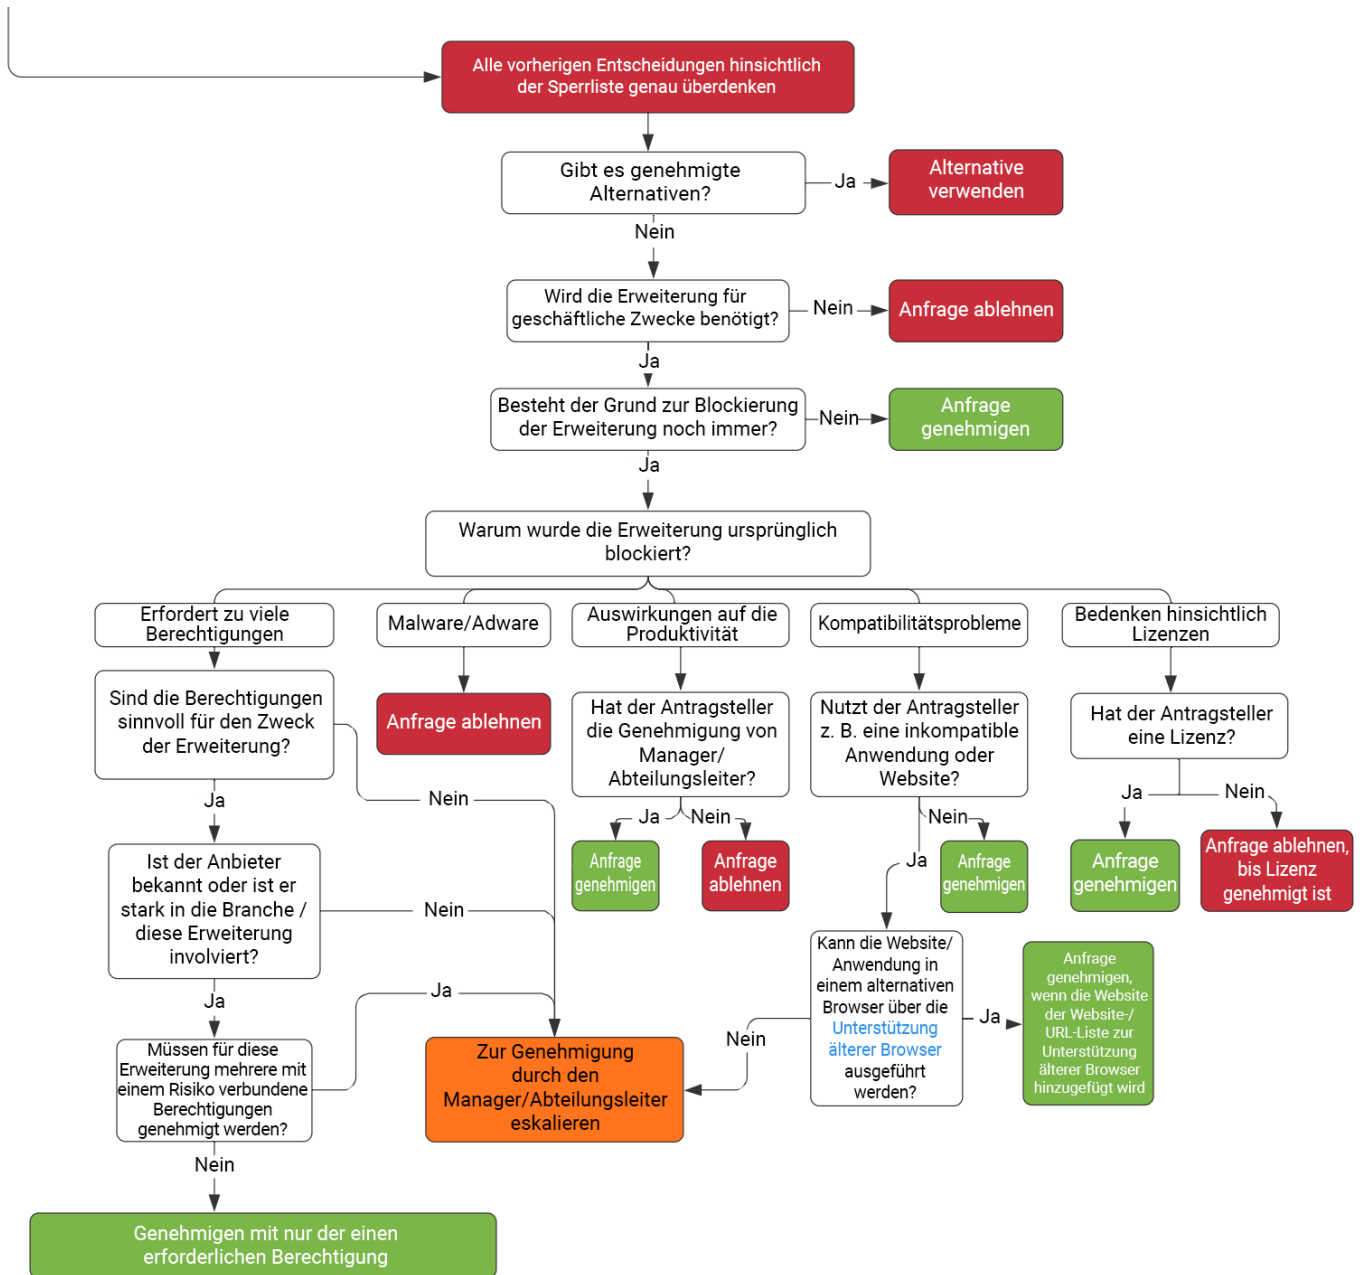 Alle vorherigen Entscheidungen hinsichtlich
der Sperrliste genau überdenken
Gibt es genehmigte
Alternativen?
Ja
Alternative
verwenden
Nein
Wird die Erweiterung für
geschäftliche Zwecke benötigt?
Nein
Anfrage ablehnen
Ja
Besteht der Grund zur Blockierung
der Erweiterung noch immer?
Nein
Anfrage
genehmigen
Ja
Warum wurde die Erweiterung ursprünglich
blockiert?
Erfordert zu viele
Berechtigungen
Malware/Adware
Auswirkungen auf die
Produktivität
Kompatibilitätsprobleme
Bedenken hinsichtlich
Lizenzen
Sind die Berechtigungen
sinnvoll für den Zweck
der Erweiterung?
Anfrage ablehnen
Hat der Antragsteller
die Genehmigung von
Manager/
Abteilungsleiter?
Nutzt der Antragsteller
z. B. eine inkompatible
Anwendung oder
Website?
Hat der Antragsteller
eine Lizenz?
Ja
Nein
Ja
Nein
Ja
Nein
Ja
Nein
Ist der Anbieter
bekannt oder ist er
stark in die Branche /
diese Erweiterung
involviert?
Anfrage
genehmigen
Anfrage
ablehnen
Anfrage
genehmigen
Anfrage
genehmigen
Anfrage ablehnen,
bis Lizenz
genehmigt ist
Nein
Ja
Ja
Kann die Website/
Anwendung in
einem alternativen
Browser über die
Unterstützung
älterer Browser
ausgeführt
werden?
Ja
Anfrage
genehmigen,
wenn die Website
der Website-/
URL-Liste zur
Unterstützung
älterer Browser
hinzugefügt wird
Nein
Müssen für diese
Erweiterung mehrere mit
einem Risiko verbundene
Berechtigungen
genehmigt werden?
Zur Genehmigung
durch den
Manager/Abteilungsleiter
eskalieren
Nein
Genehmigen mit nur der einen
erforderlichen Berechtigung